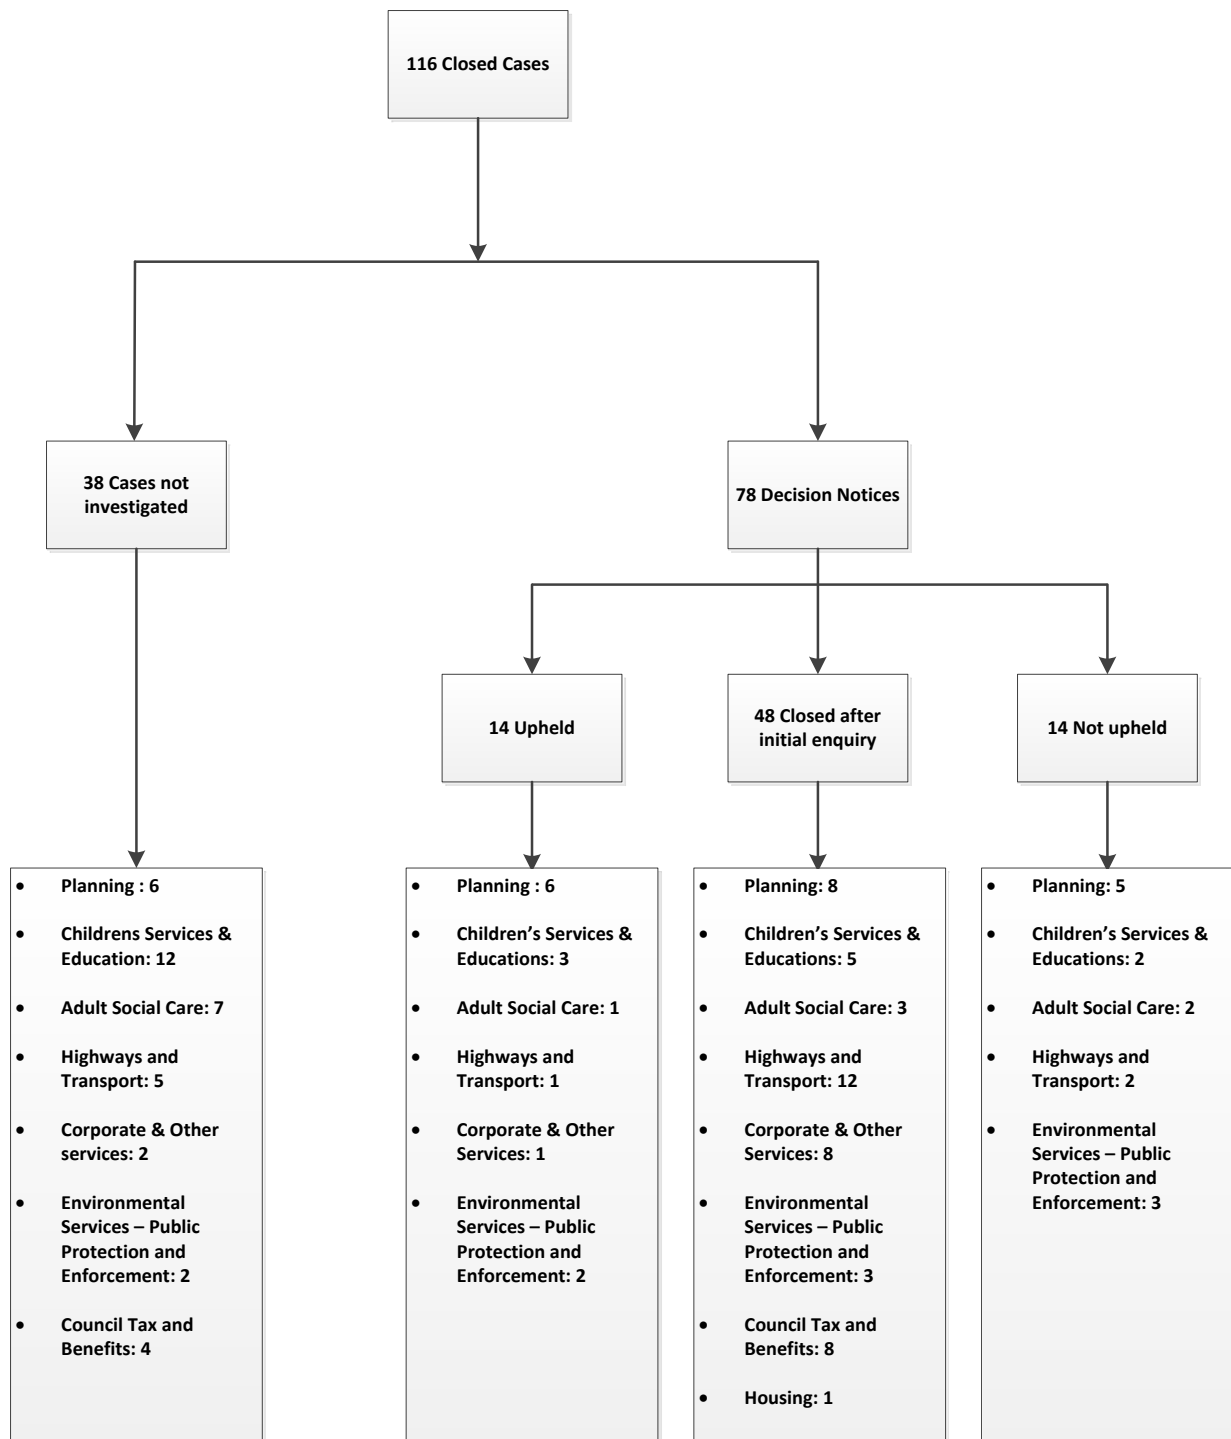 116 Closed Cases
38 Cases not
investigated
78 Decision Notices
14 Upheld
48 Closed after
initial enquiry
14 Not upheld
• Planning : 6
• Childrens Services &
Education: 12
• Adult Social Care: 7
• Highways and
Transport: 5
• Corporate & Other
services: 2
• Environmental
Services – Public
Protection and
Enforcement: 2
• Council Tax and
Benefits: 4
• Planning : 6
• Children’s Services &
Educations: 3
• Adult Social Care: 1
• Highways and
Transport: 1
• Corporate & Other
Services: 1
• Environmental
Services – Public
Protection and
Enforcement: 2
• Planning: 8
• Children’s Services &
Educations: 5
• Adult Social Care: 3
• Highways and
Transport: 12
• Corporate & Other
Services: 8
• Environmental
Services – Public
Protection and
Enforcement: 3
• Council Tax and
Benefits: 8
• Housing: 1
• Planning: 5
• Children’s Services &
Educations: 2
• Adult Social Care: 2
• Highways and
Transport: 2
• Environmental
Services – Public
Protection and
Enforcement: 3